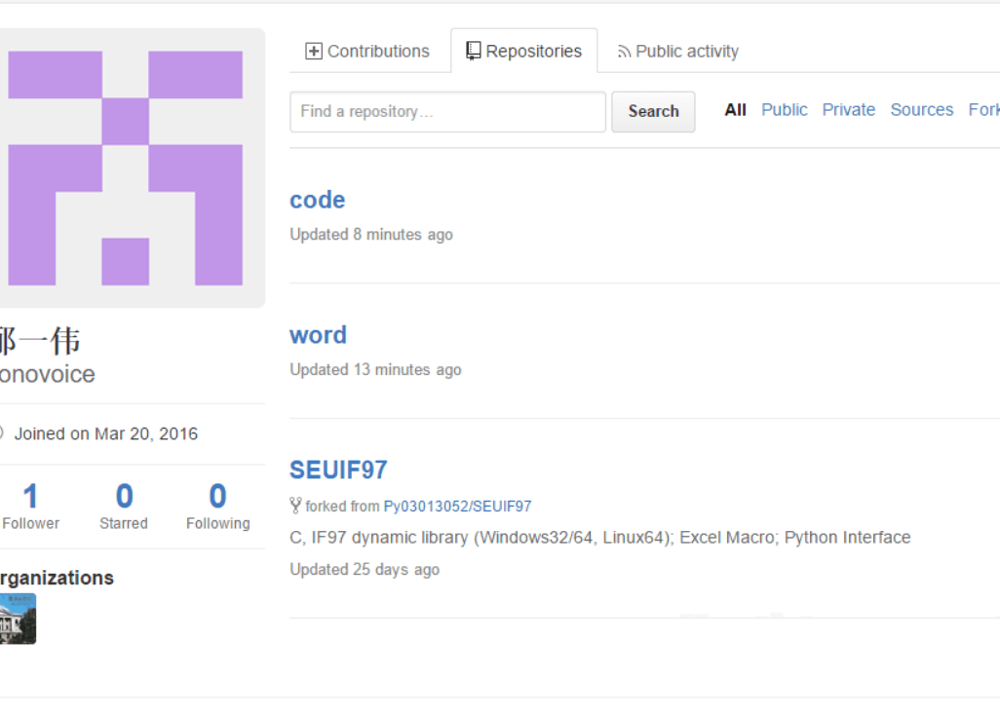 Contributions
Repositories
Public activity
Find a repository…
Search
All Public Private Sources
code
Updated 8 minutes ago
word
Updated 13 minutes ago
SEUIF97
forked from Py03013052/SEUIF97
C, IF97 dynamic library (Windows32/64, Linux64); Excel Macro; Python Interface
Updated 25 days ago
一伟
onovoice
Joined on Mar 20, 2016
1 0 0
Follower Starred Following
rganizations